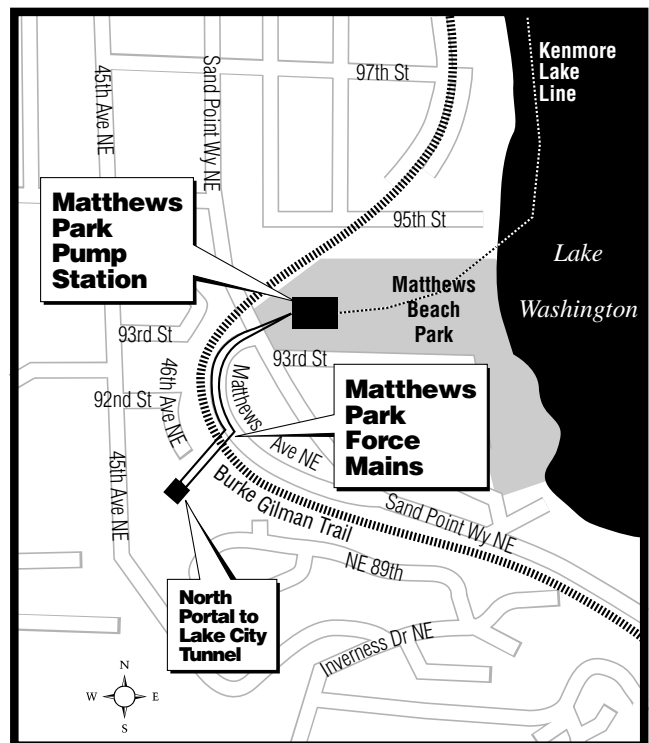 Kenmore
Lake
Line
97th St
45th Ave NE
Sand Point Wy NE
Matthews
Park
Pump
Station
95th St
Lake
Washington
Matthews
Beach
Park
93rd St
93rd St
46th Ave NE
92nd St
Matthews
Ave NE
Matthews
Park
Force
Mains
45th Ave NE
Burke Gilman Trail
Sand Point Wy NE
NE 89th
North
Portal to
Lake City
Tunnel
Inverness Dr NE
N
W E
S